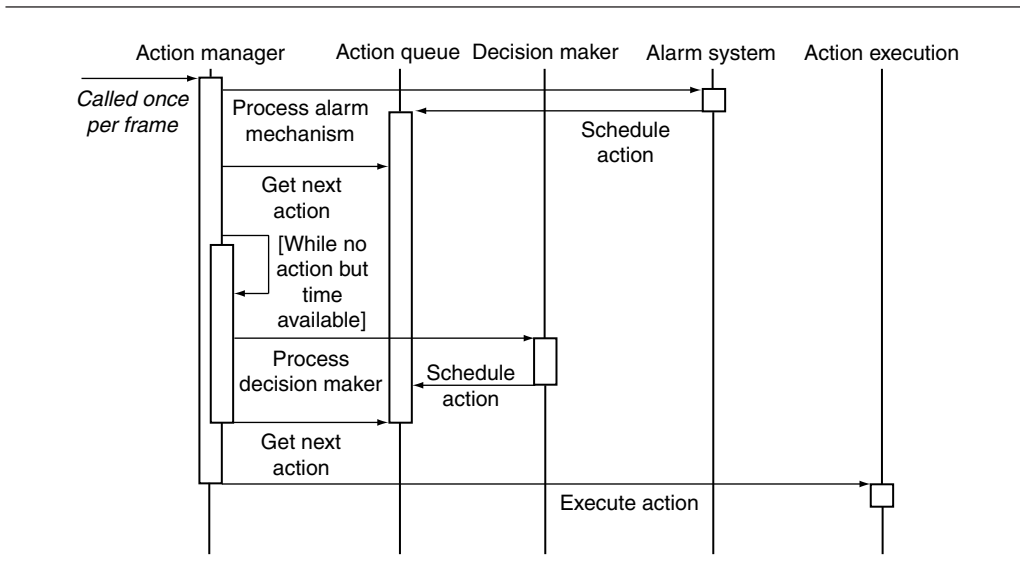 Action manager
Action queue
Decision maker
Alarm system
Action execution
Called once
per frame
Process alarm
mechanism
Schedule
action
Get next
action
[While no
action but
time
available]
Process
decision maker
Schedule
action
Get next
action
Execute action